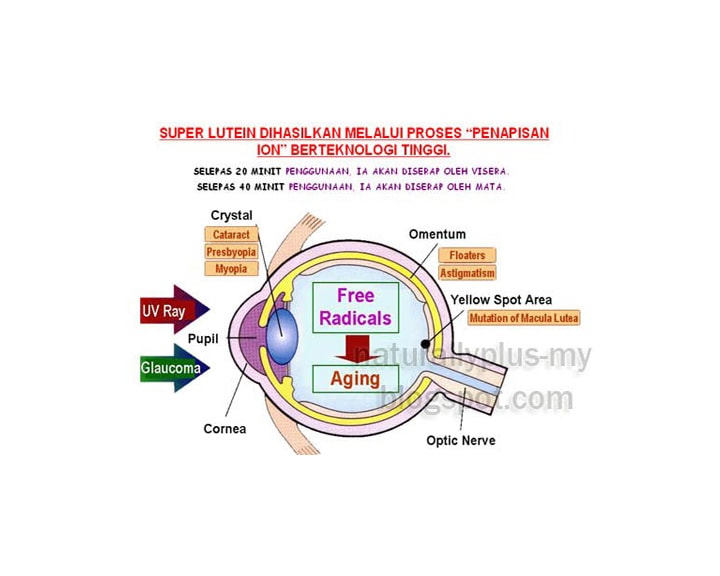 SUPER LUTEIN DIHASILKAN MELALUI PROSES “PENAPISAN
ION” BERTEKNOLOGI TINGGI.
SELEPAS 20 MINIT PENGGUNAAN, IA AKAN DISERAP OLEH VISERA.
SELEPAS 40 MINIT PENGGUNAAN, IA AKAN DISERAP OLEH MATA.
Crystal
Cataract
Presbyopia
Myopia
Omentum
Floaters
Astigmatism
Yellow Spot Area
Mutation of Macula Lutea
UV Ray
Pupil
Glaucoma
Free
Radicals
Aging
naturallyplus-my
blogspot.com
Cornea
Optic Nerve